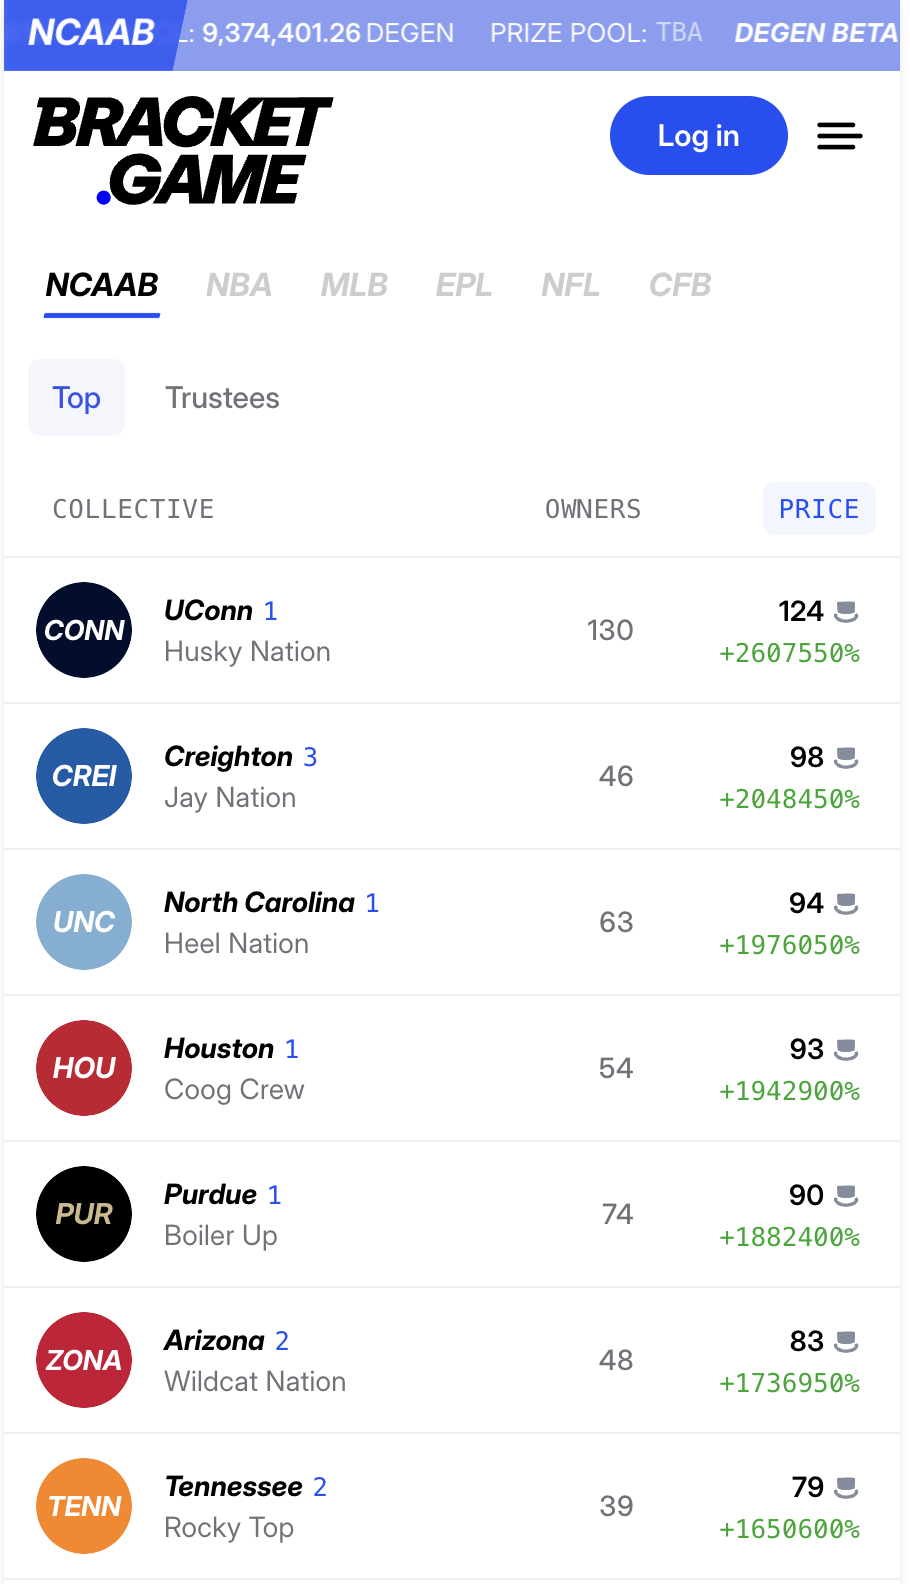 NCAAB L: 9,374,401.26 DEGEN PRIZE POOL: TBA DEGEN BETA
BRACKET
.GAME
Log in
NCAAB NBA MLB EPL NFL CFB
Top Trustees
COLLECTIVE OWNERS PRICE
CONN
UConn 1
Husky Nation
130
124
+2607550%
CREI
Creighton 3
Jay Nation
46
98
+2048450%
UNC
North Carolina 1
Heel Nation
63
94
+1976050%
HOU
Houston 1
Coog Crew
54
93
+1942900%
PUR
Purdue 1
Boiler Up
74
90
+1882400%
ZONA
Arizona 2
Wildcat Nation
48
83
+1736950%
TENN
Tennessee 2
Rocky Top
39
79
+1650600%